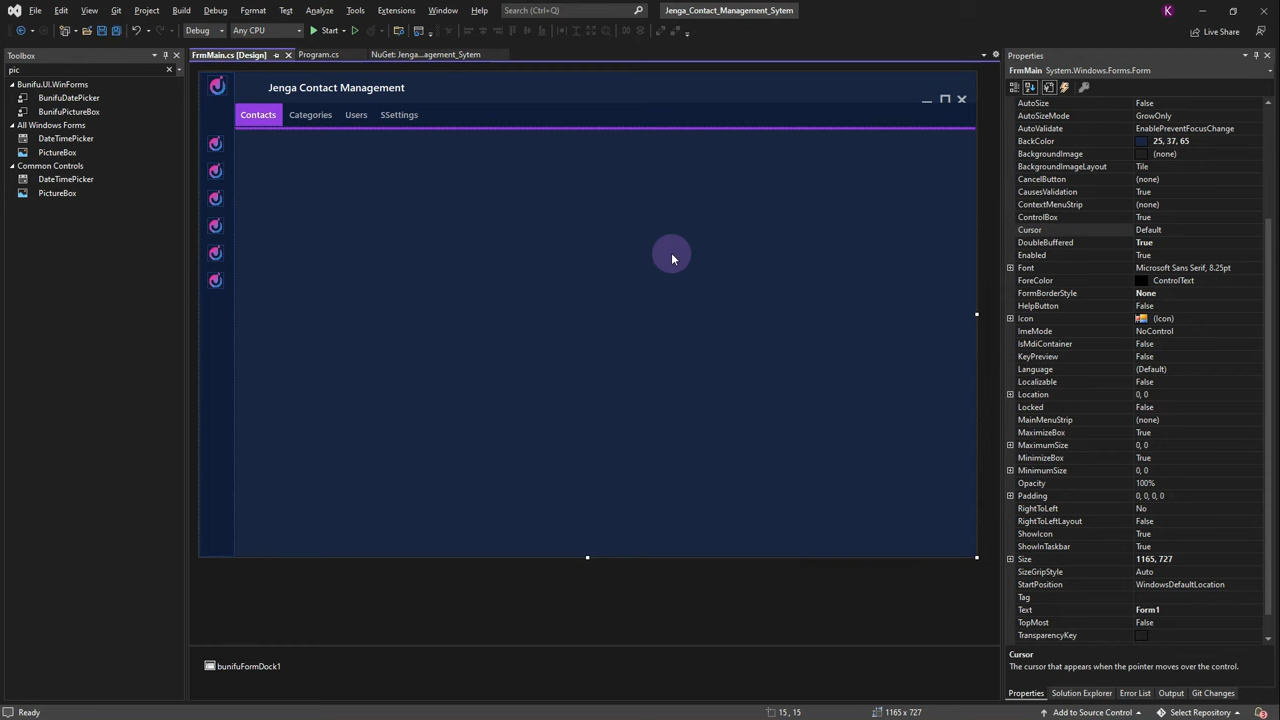 File Edit View Git Project Build Debug Format Test Analyze Tools Extensions Window Help Search (Ctrl+Q) Jenga_Contact_Management_Sytem K
Debug Any CPU Start Live Share
Toolbox
FrmMain.cs [Design] Program.cs NuGet: Jenga...agement_Sytem
Properties
pic
FrmMain System.Windows.Forms.Form
Bunifu.UI.WinForms
BunifuDatePicker
BunifuPictureBox
All Windows Forms
DateTimePicker
PictureBox
Common Controls
DateTimePicker
PictureBox
Jenga Contact Management
Contacts Categories Users SSettings
bunifuFormDock1
AutoSize False
AutoSizeMode GrowOnly
AutoValidate EnablePreventFocusChange
BackColor 25, 37, 65
BackgroundImage (none)
BackgroundImageLayout Tile
CancelButton (none)
CausesValidation True
ContextMenuStrip (none)
ControlBox True
Cursor Default
DoubleBuffered True
Enabled True
Font Microsoft Sans Serif, 8.25pt
ForeColor ControlText
FormBorderStyle None
HelpButton False
Icon (Icon)
ImeMode NoControl
IsMdiContainer False
KeyPreview False
Language (Default)
Localizable False
Location 0, 0
Locked False
MainMenuStrip (none)
MaximizeBox True
MaximumSize 0, 0
MinimizeBox True
MinimumSize 0, 0
Opacity 100%
Padding 0, 0, 0, 0
RightToLeft No
RightToLeftLayout False
ShowIcon True
ShowInTaskbar True
Size 1165, 727
SizeGripStyle Auto
StartPosition WindowsDefaultLocation
Tag
Text Form1
TopMost False
TransparencyKey
Cursor
The cursor that appears when the pointer moves over the control.
Properties Solution Explorer Error List Output Git Changes
Ready 15, 15 1165 x 727 Add to Source Control Select Repository